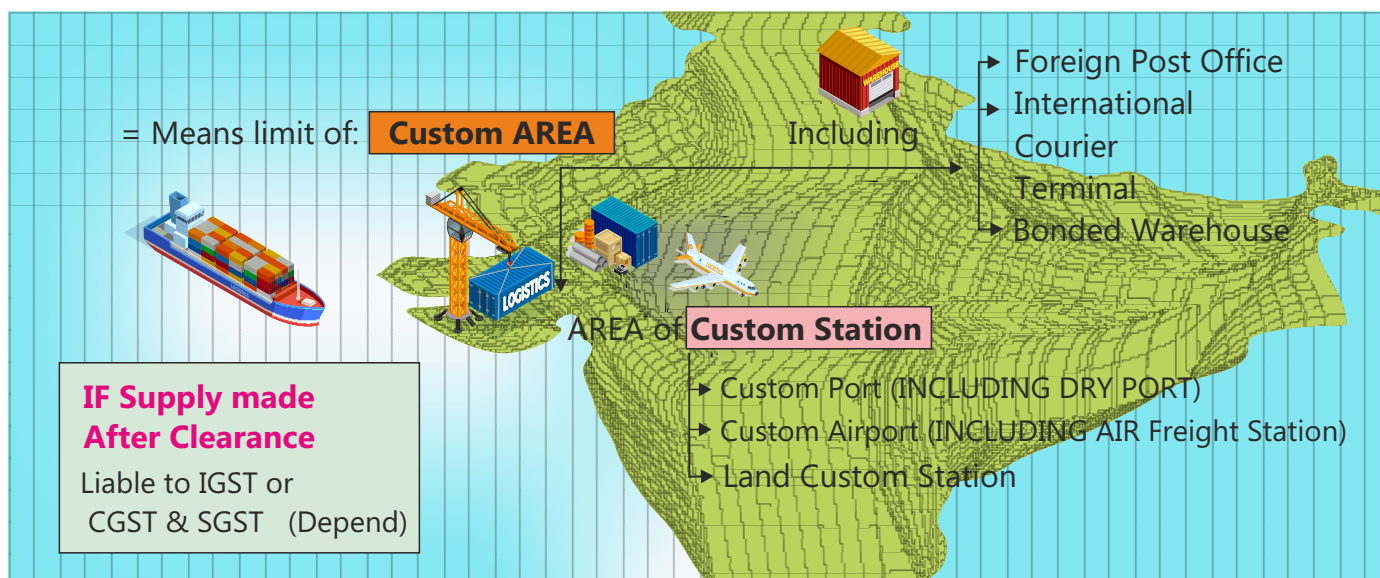 = Means limit of: Custom AREA
Including
Foreign Post Office
International
Courier
Terminal
Bonded Warehouse
WAREHOUSE
LOGISTICS
LOGISTICS
AREA of Custom Station
Custom Port (INCLUDING DRY PORT)
Custom Airport (INCLUDING AIR Freight Station)
Land Custom Station
IF Supply made
After Clearance
Liable to IGST or
CGST & SGST (Depend)